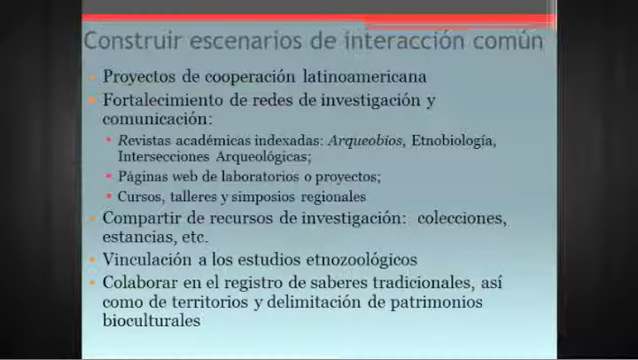 Construir escenarios de interacción común
Proyectos de cooperación latinoamericana
Fortalecimiento de redes de investigación y
comunicación:
Revistas académicas indexadas: Arqueobios, Etnobiología,
Intersecciones Arqueológicas;
Páginas web de laboratorios o proyectos;
Cursos, talleres y simposios regionales
Compartir de recursos de investigación: colecciones,
estancias, etc.
Vinculación a los estudios etnozoológicos
Colaborar en el registro de saberes tradicionales, así
como de territorios y delimitación de patrimonios
bioculturales